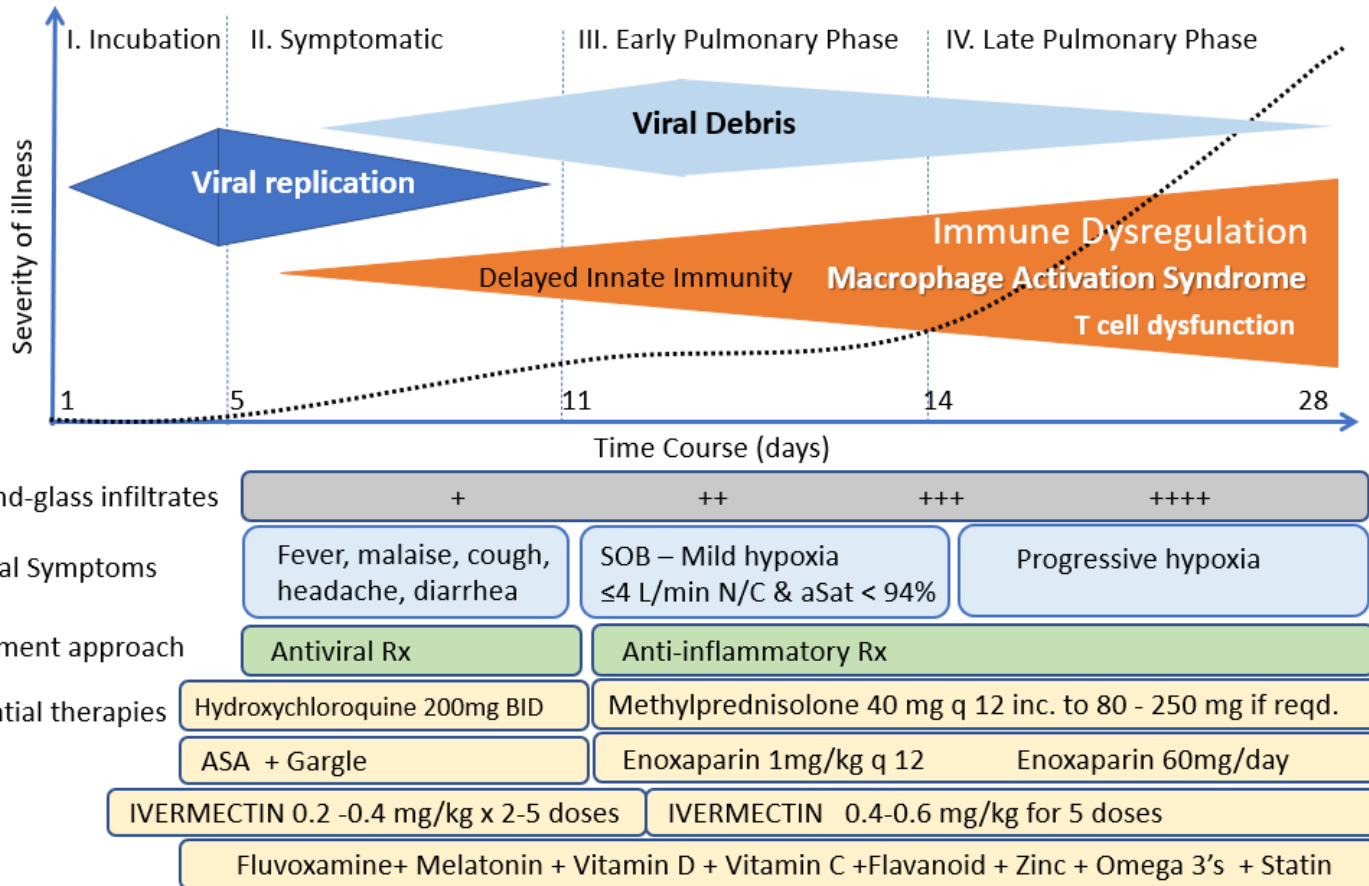 I. Incubation
II. Symptomatic
III. Early Pulmonary Phase
IV. Late Pulmonary Phase
Severity of illness
Viral Debris
Viral replication
Immune Dysregulation
Delayed Innate Immunity
Macrophage Activation Syndrome
T cell dysfunction
1
5
11
14
28
Time Course (days)
nd-glass infiltrates
+
++
+++
++++
al Symptoms
Fever, malaise, cough,
headache, diarrhea
SOB – Mild hypoxia
≤4 L/min N/C & aSat < 94%
Progressive hypoxia
ment approach
Antiviral Rx
Anti-inflammatory Rx
ntial therapies
Hydroxychloroquine 200mg BID
Methylprednisolone 40 mg q 12 inc. to 80 - 250 mg if reqd.
ASA + Gargle
Enoxaparin 1mg/kg q 12
Enoxaparin 60mg/day
IVERMECTIN 0.2 -0.4 mg/kg x 2-5 doses
IVERMECTIN 0.4-0.6 mg/kg for 5 doses
Fluvoxamine+ Melatonin + Vitamin D + Vitamin C +Flavanoid + Zinc + Omega 3's + Statin